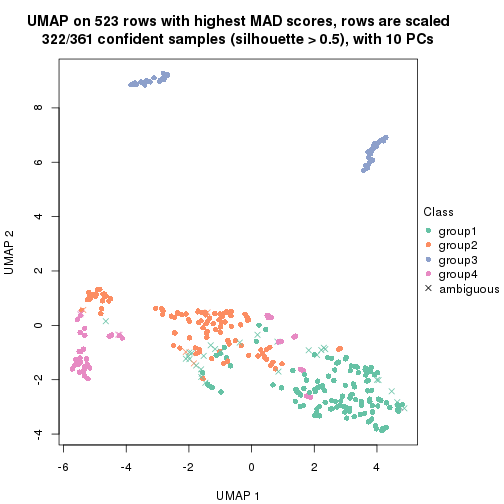 UMAP on 523 rows with highest MAD scores, rows are scaled
322/361 confident samples (silhouette > 0.5), with 10 PCs
8
6
4
2
0
-2
-4
UMAP 2
-6
-4
-2
0
2
4
UMAP 1
Class
group1
group2
group3
group4
ambiguous